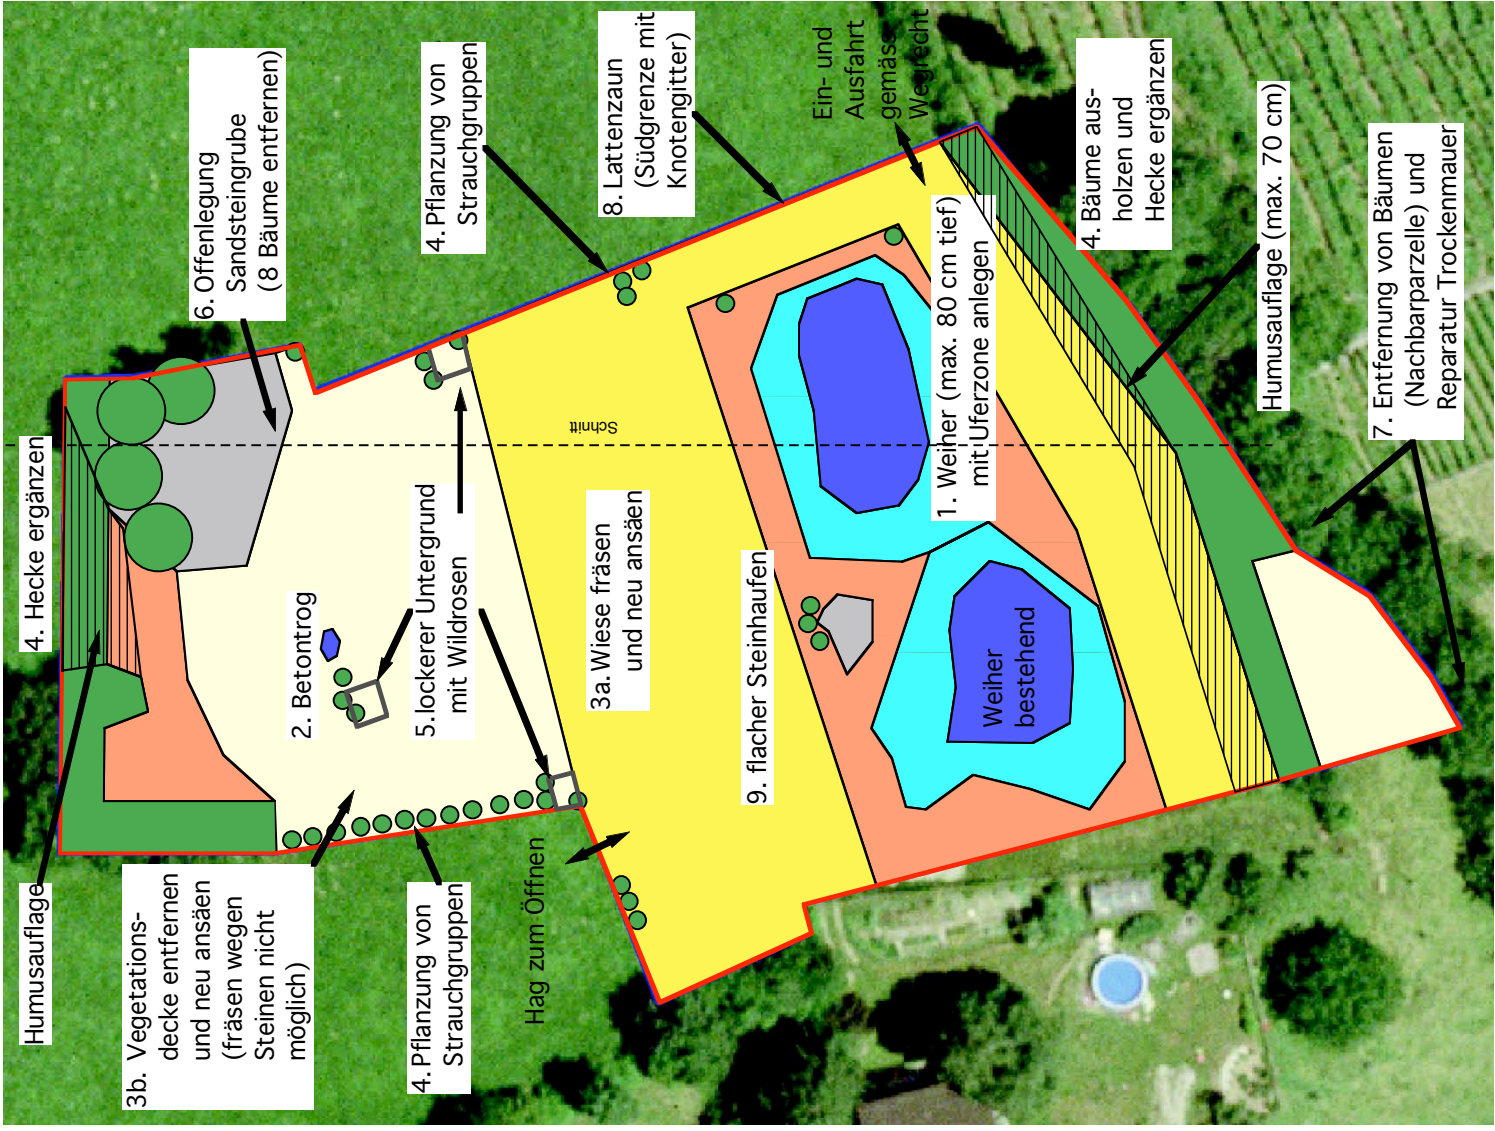 Humusauflage
4. Hecke ergänzen
3b. Vegetations-
decke entfernen
und neu ansäen
(fräsen wegen
Steinen nicht
möglich)
6. Offenlegung
Sandsteingrube
(8 Bäume entfernen)
2. Betontrog
4. Pflanzung von
Strauchgruppen
5.lockerer Untergrund
mit Wildrosen
4. Pflanzung von
Strauchgruppen
Hag zum Öffnen
Schnitt
3a. Wiese fräsen
und neu ansäen
8. Lattenzaun
(Südgrenze mit
Knotengitter)
9. flacher Steinhaufen
Ein- und
Ausfahrt
gemäss
Wegrecht
1. Weiher (max. 80 cm tief)
mit Uferzone anlegen
Weiher
bestehend
4. Bäume aus-
holzen und
Hecke ergänzen
Humusauflage (max. 70 cm)
7. Entfernung von Bäumen
(Nachbarparzelle) und
Reparatur Trockenmauer